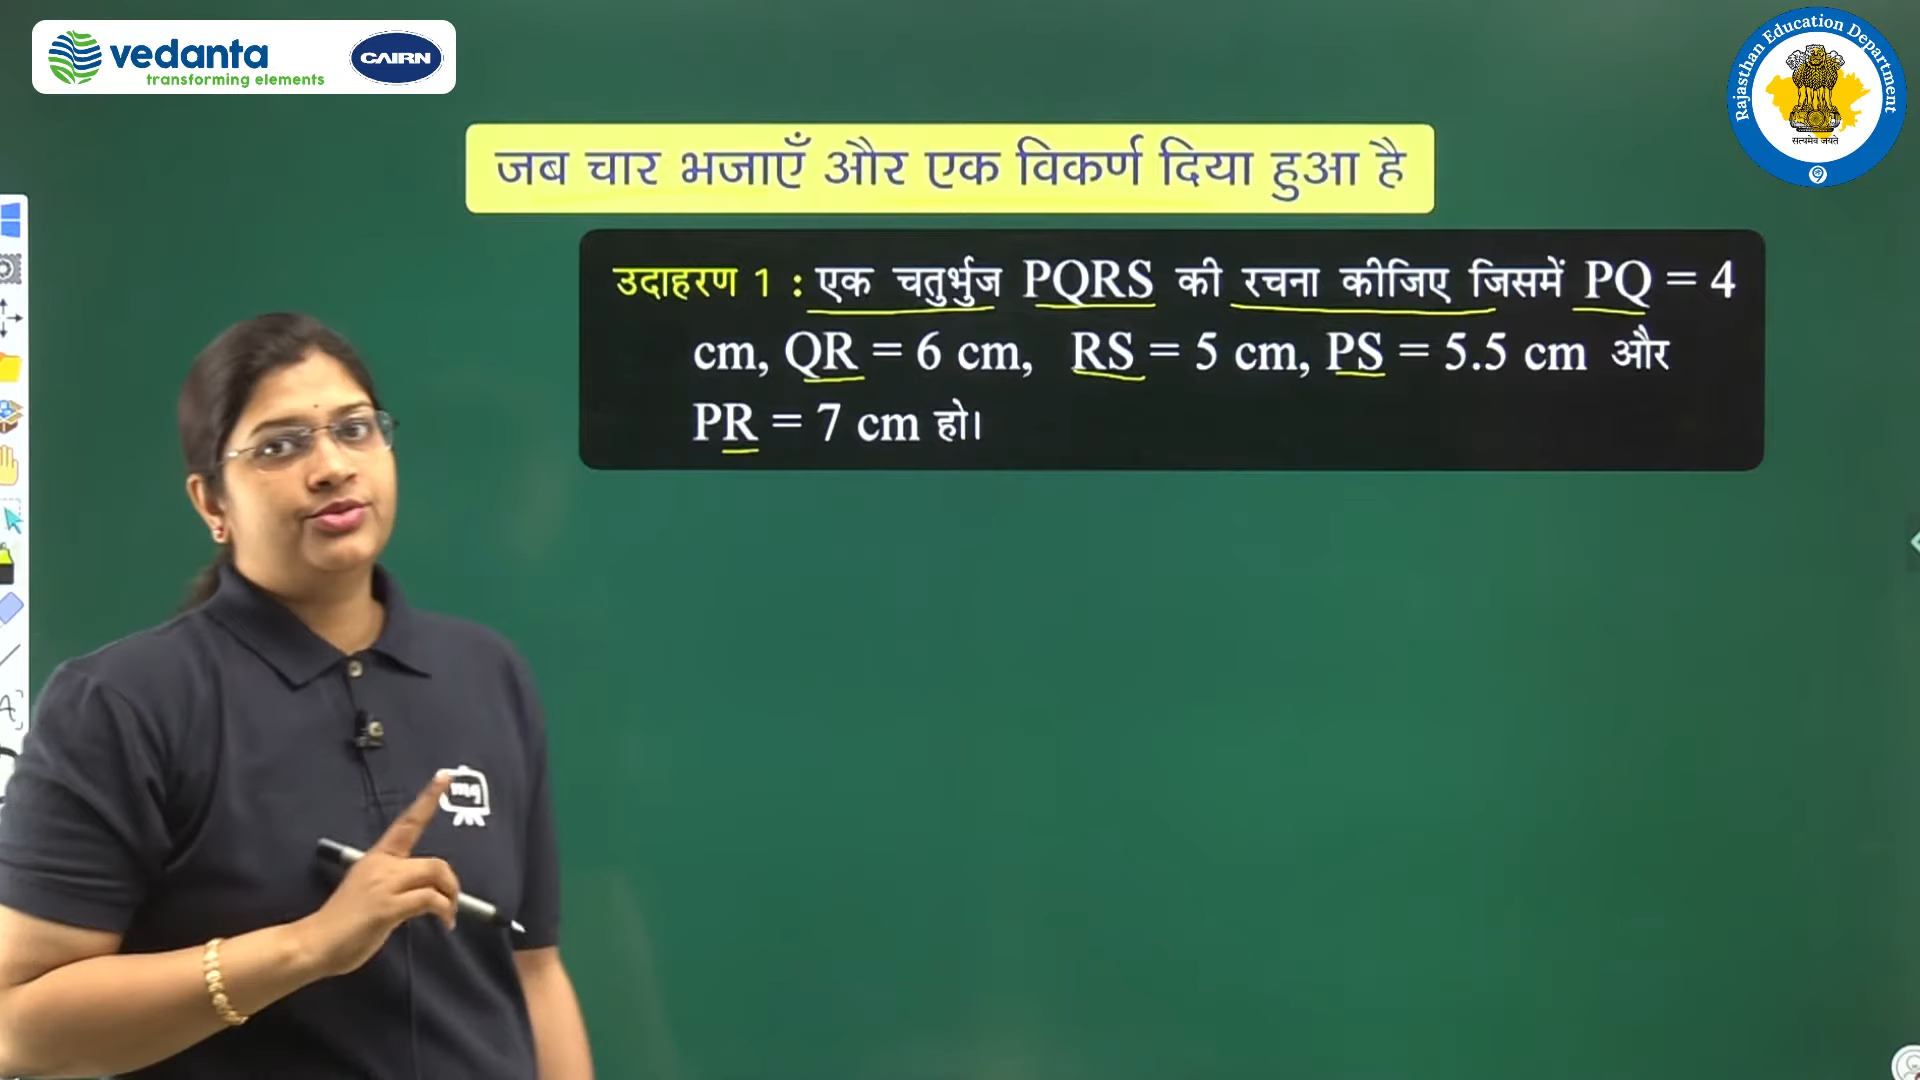 vedanta
transforming elements
CAIRN
Rajasthan Education Department
सत्यमेव जयते
जब चार भजाएँ और एक विकर्ण दिया हुआ है
उदाहरण 1 : एक चतुर्भुज PQRS की रचना कीजिए जिसमें PQ = 4
cm, QR = 6 cm, RS = 5 cm, PS = 5.5 cm और
PR = 7 cm हो।
mg